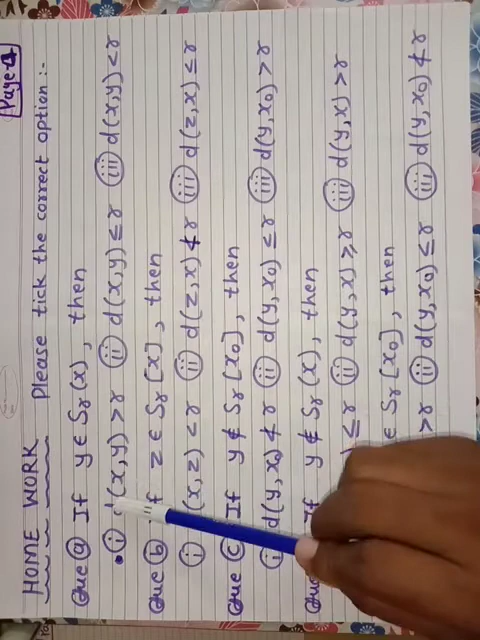 Page-4
HOME WORK Please tick the correct option :-
Que (a) If y ∈ Sr(x), then
(i) d(x,y) > r (ii) d(x,y) ≤ r (iii) d(x,y) < r
Que (b) If z ∈ Sr[x], then
(i) (x,z) < r (ii) d(z,x) ≮ r (iii) d(z,x) ≤ r
Que (c) If y ∉ Sr[x0], then
(i) d(y,x0) ≮ r (ii) d(y,x0) ≤ r (iii) d(y,x0) > r
Que If y ∉ Sr(x), then
) ≤ r (ii) d(y,x) ≥ r (iii) d(y,x) > r
∈ Sr[x0], then
> r (ii) d(y,x0) ≤ r (iii) d(y,x0) ≮ r